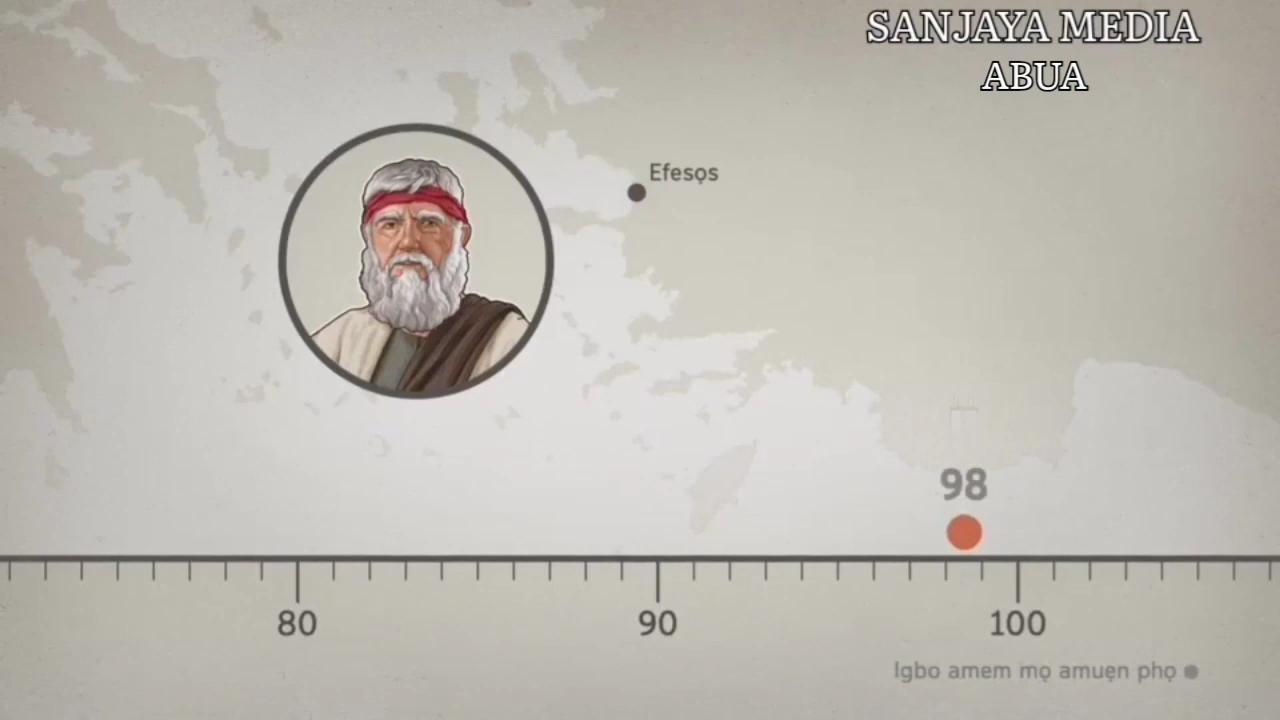 SANJAYA MEDIA
ABUA
Efesọs
98
80 90 100
Igbo amem mọ amuẹn phọ